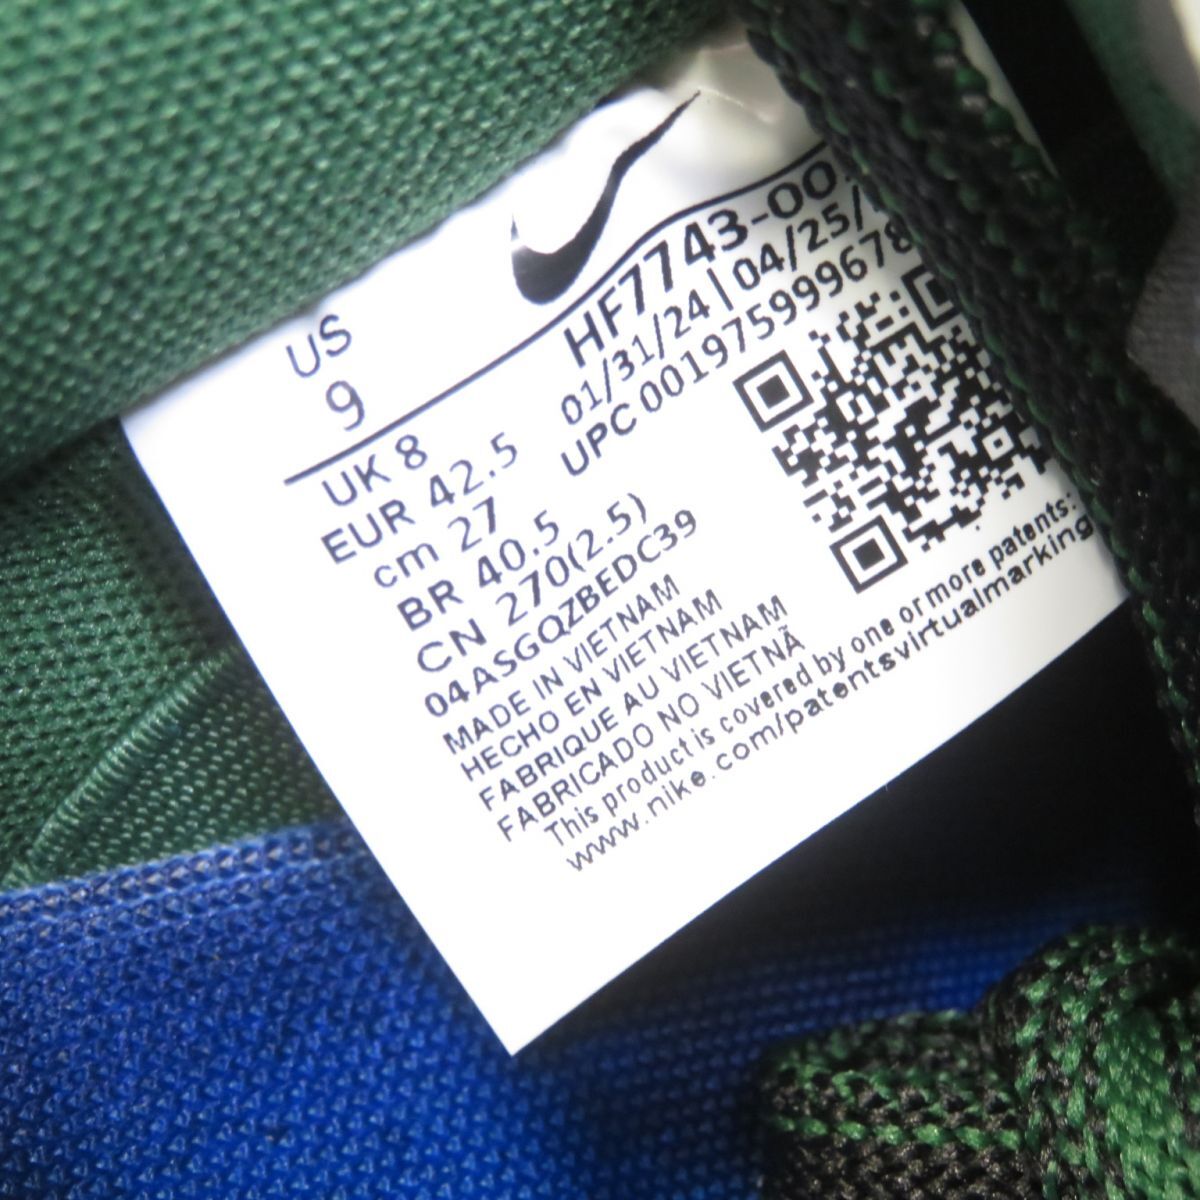 US
9
UK 8
EUR 42.5
cm 27
BR 40.5
CN 270(2.5)
04ASGQZBEDC39
MADE IN VIETNAM
HECHO EN VIETNAM
FABRIQUE AU VIETNAM
FABRICADO NO VIETNÃ
This product is covered by one or more patents:
www.nike.com/patentsvirtualmarking
HF7743-00
01/31/24 | 04/25/
UPC 001975999678